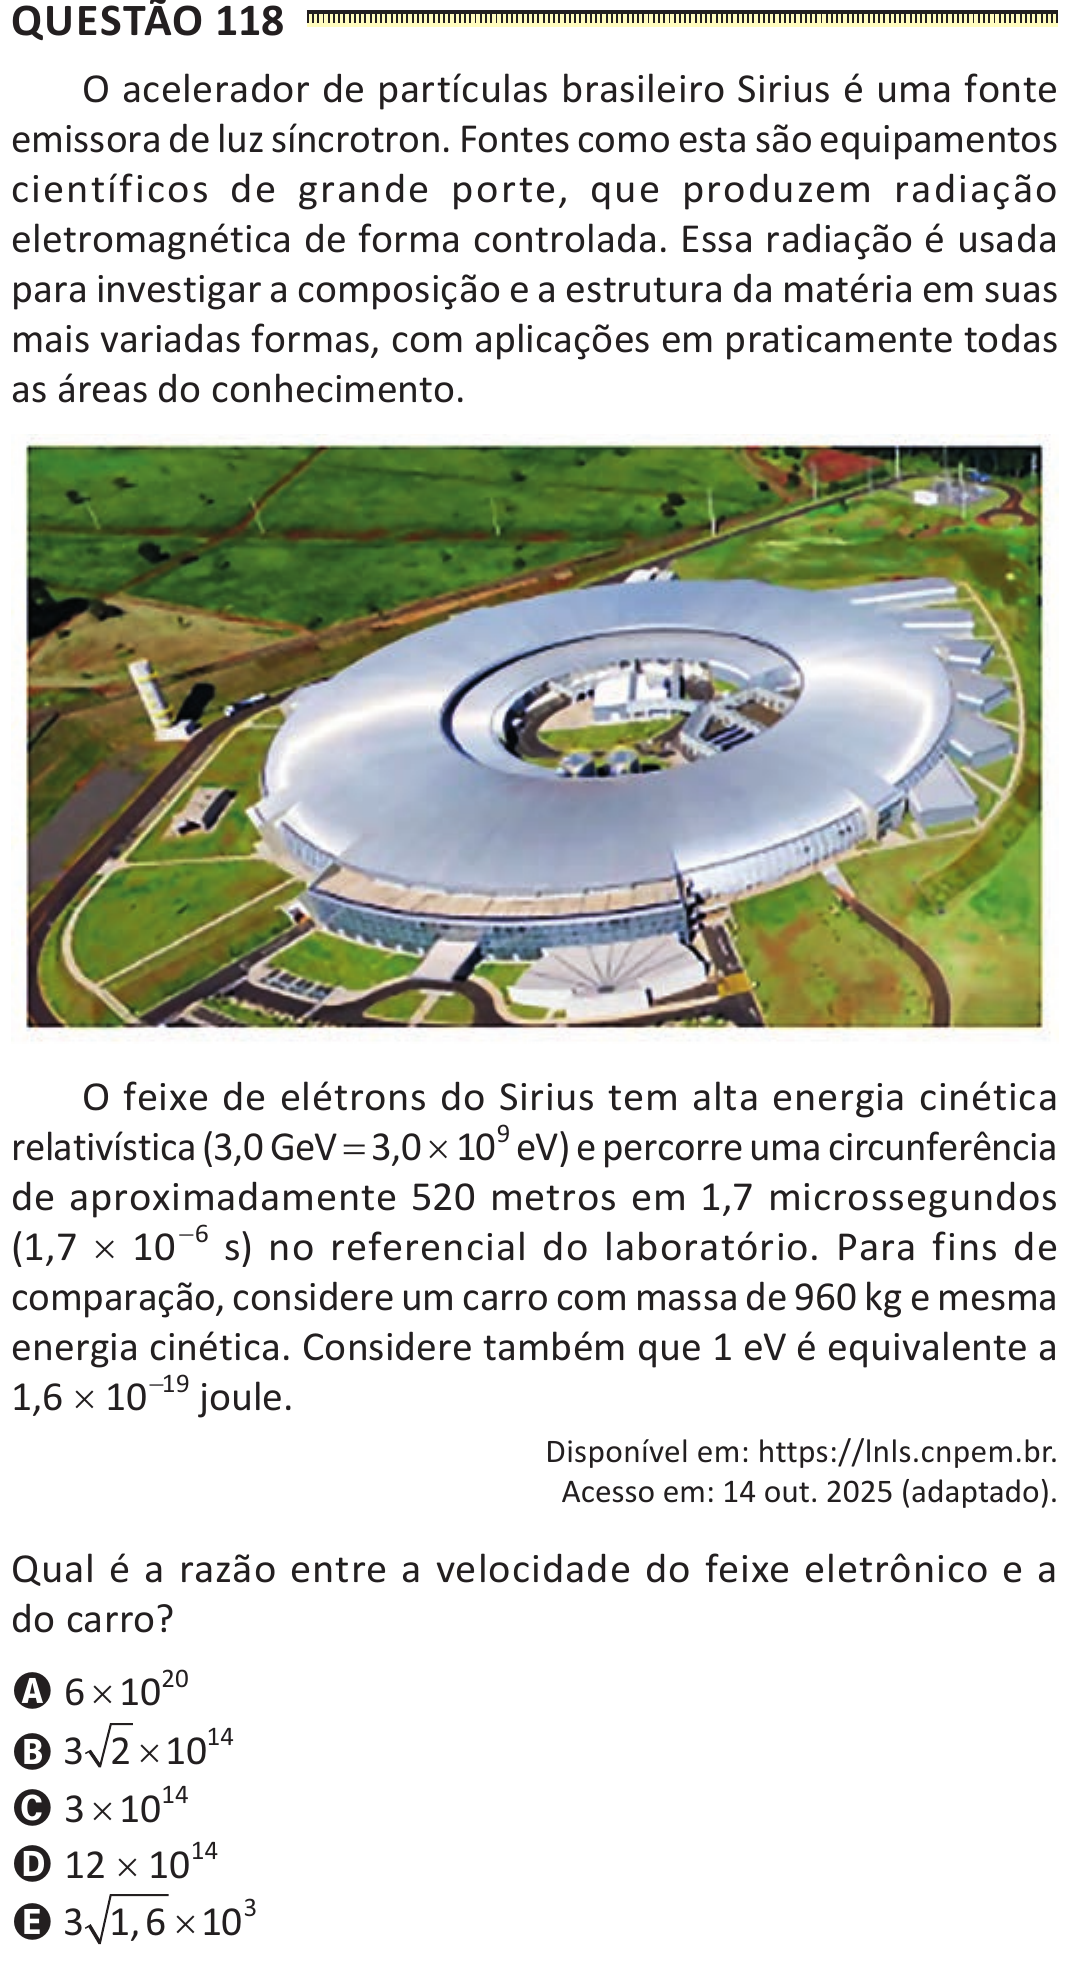 QUESTÃO 118
O acelerador de partículas brasileiro Sirius é uma fonte
emissora de luz síncrotron. Fontes como esta são equipamentos
científicos de grande porte, que produzem radiação
eletromagnética de forma controlada. Essa radiação é usada
para investigar a composição e a estrutura da matéria em suas
mais variadas formas, com aplicações em praticamente todas
as áreas do conhecimento.
O feixe de elétrons do Sirius tem alta energia cinética
relativística (3,0 GeV = 3,0 × 10⁹ eV) e percorre uma circunferência
de aproximadamente 520 metros em 1,7 microssegundos
(1,7 × 10⁻⁶ s) no referencial do laboratório. Para fins de
comparação, considere um carro com massa de 960 kg e mesma
energia cinética. Considere também que 1 eV é equivalente a
1,6 × 10⁻¹⁹ joule.
Disponível em: https://lnls.cnpem.br.
Acesso em: 14 out. 2025 (adaptado).
Qual é a razão entre a velocidade do feixe eletrônico e a
do carro?
A 6 × 10²⁰
B 3√2 × 10¹⁴
C 3 × 10¹⁴
D 12 × 10¹⁴
E 3√1,6 × 10³